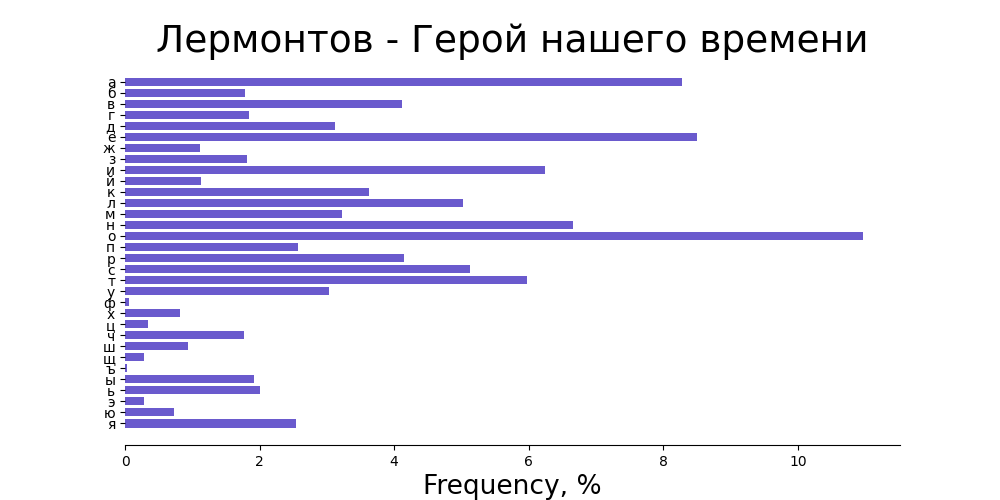 Лермонтов - Герой нашего времени
а
б
в
г
д
е
ж
з
и
й
к
л
м
н
о
п
р
с
т
у
ф
х
ц
ч
ш
щ
ъ
ы
ь
э
ю
я
0 2 4 6 8 10
Frequency, %